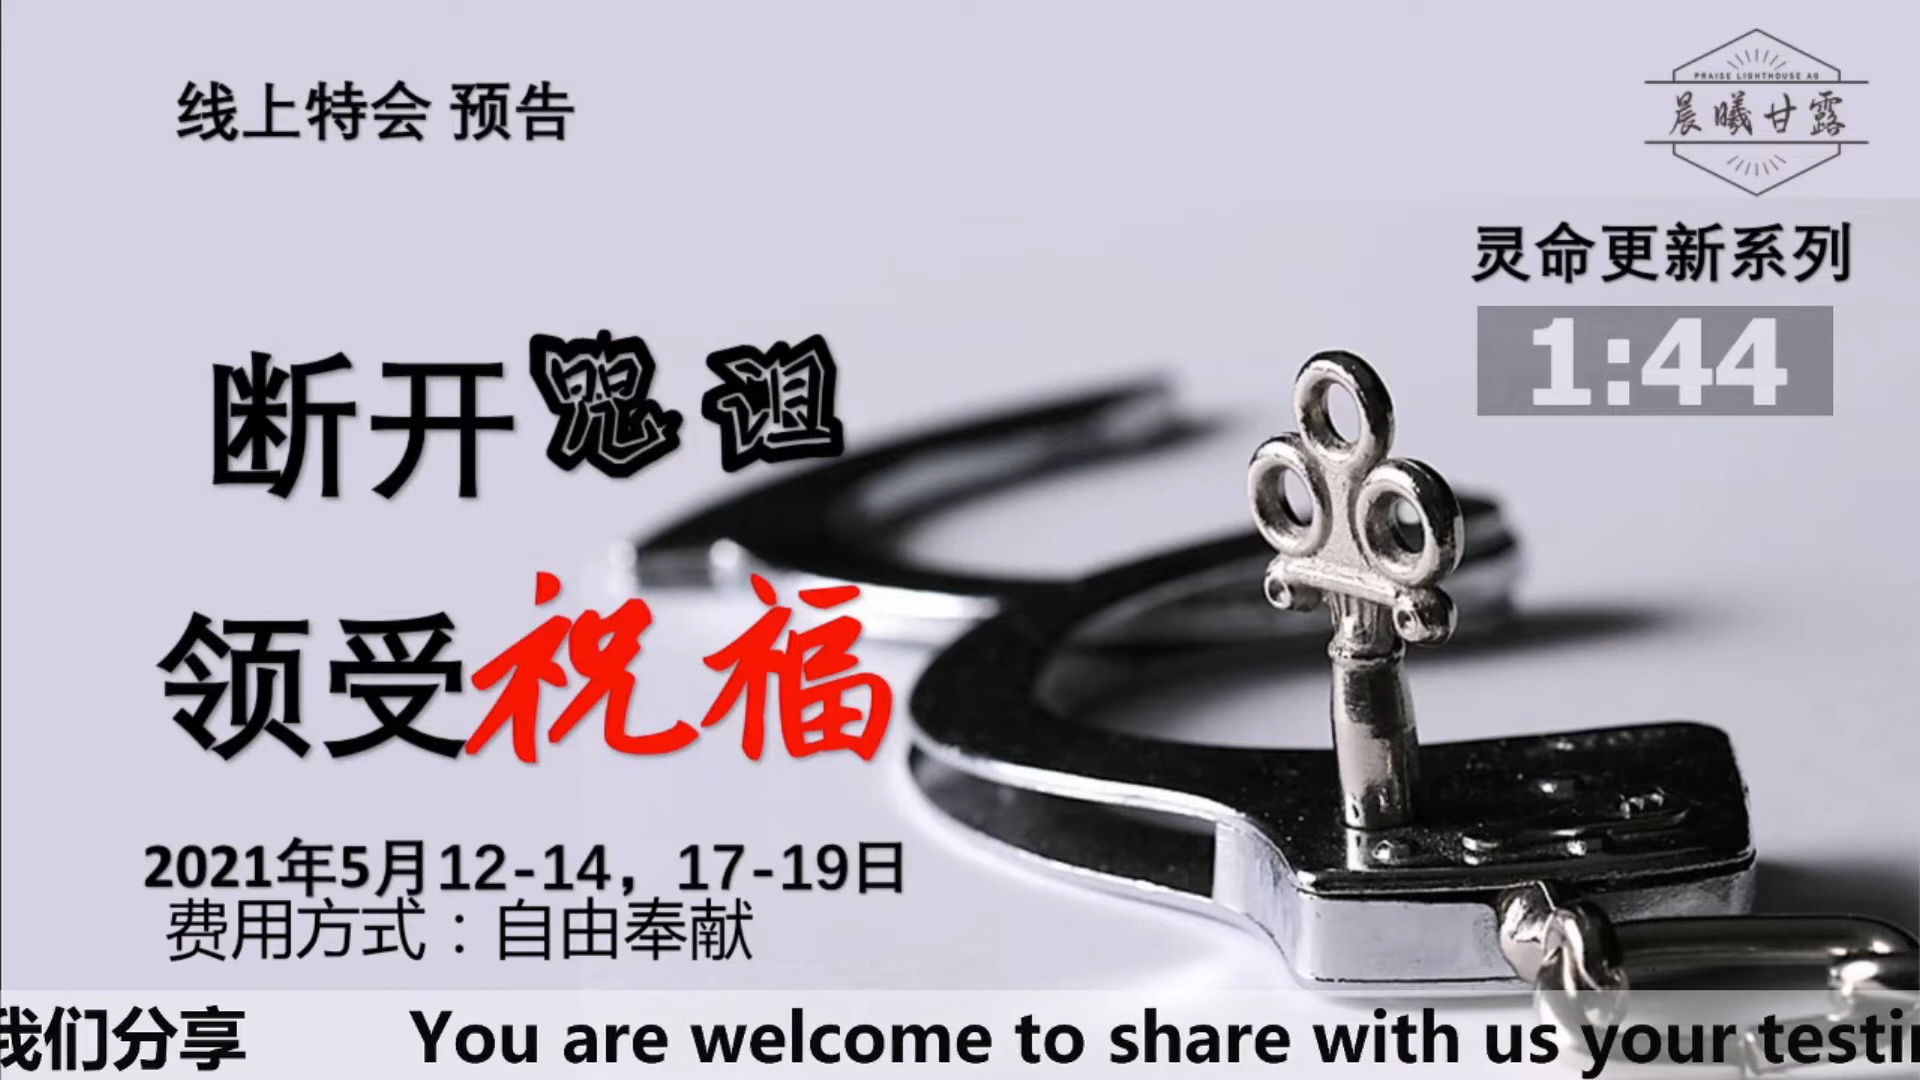 线上特会 预告
PRAISE LIGHTHOUSE AG
晨曦甘露
灵命更新系列
1:44
断开咒诅
领受祝福
2021年5月12-14，17-19日
费用方式：自由奉献
我们分享 You are welcome to share with us your